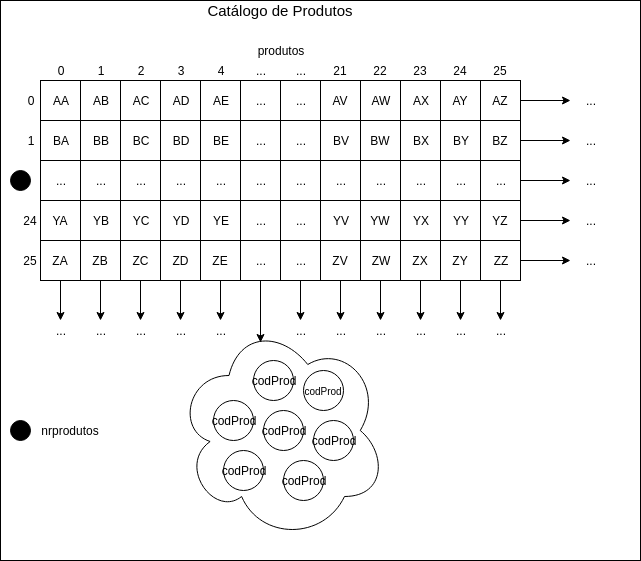 Catálogo de Produtos
produtos
0 1 2 3 4 ... ... 21 22 23 24 25
0 AA AB AC AD AE ... ... AV AW AX AY AZ ...
1 BA BB BC BD BE ... ... BV BW BX BY BZ ...
... ... ... ... ... ... ... ... ... ... ... ... ...
24 YA YB YC YD YE ... ... YV YW YX YY YZ ...
25 ZA ZB ZC ZD ZE ... ... ZV ZW ZX ZY ZZ ...
... ... ... ... ... ... ... ... ... ... ...
codProd
codProd
codProd
codProd
codProd
codProd
codProd
nrprodutos